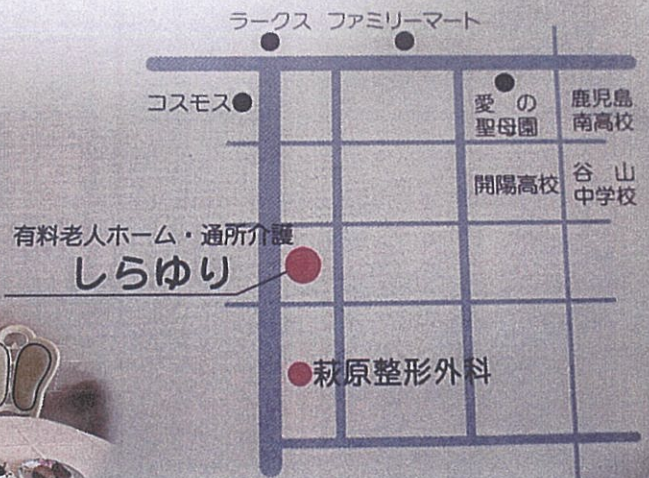 ラークス ファミリーマート
コスモス
愛の
聖母園
鹿児島
南高校
開陽高校
谷山
中学校
有料老人ホーム・通所介護
しらゆり
萩原整形外科